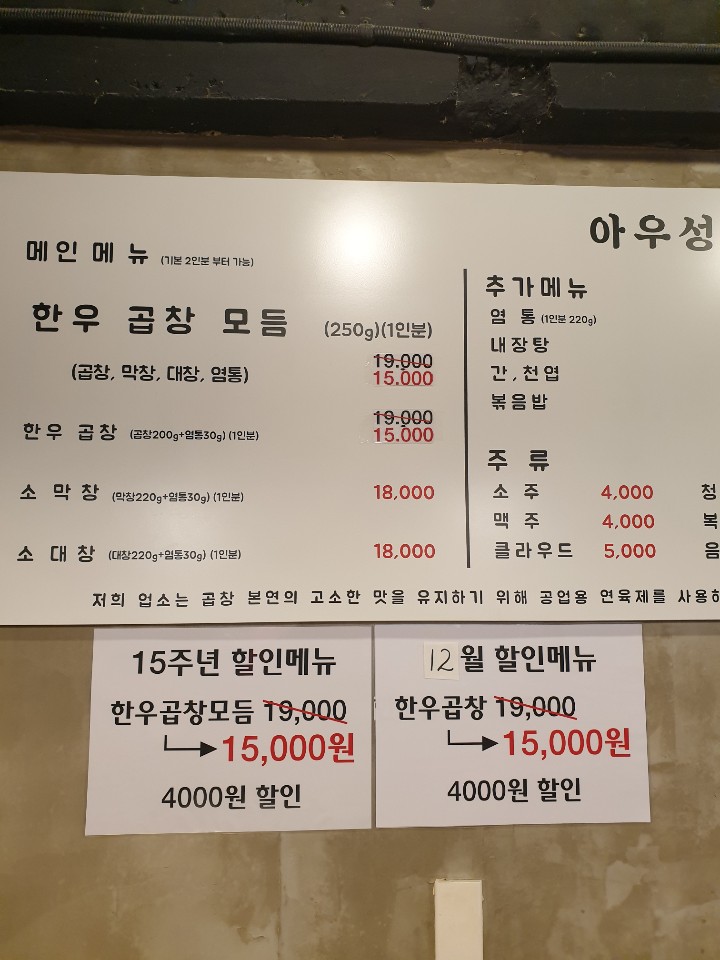 아우성
메인 메뉴 (기본 2인분 부터 가능)
한우 곱창 모듬 (250g)(1인분)
(곱창, 막창, 대창, 염통) 19.000
15.000
한우 곱창 (곱창200g+염통30g) (1인분) 19.000
15.000
소 막창 (막창220g+염통30g) (1인분) 18,000
소 대창 (대창220g+염통30g) (1인분) 18,000
추가메뉴
염 통 (1인분 220g)
내장탕
간, 천엽
볶음밥
주 류
소 주 4,000 청
맥 주 4,000 복
클라우드 5,000 음
저희 업소는 곱창 본연의 고소한 맛을 유지하기 위해 공업용 연육제를 사용하
15주년 할인메뉴
한우곱창모듬 19,000
15,000원
4000원 할인
12월 할인메뉴
한우곱창 19,000
15,000원
4000원 할인